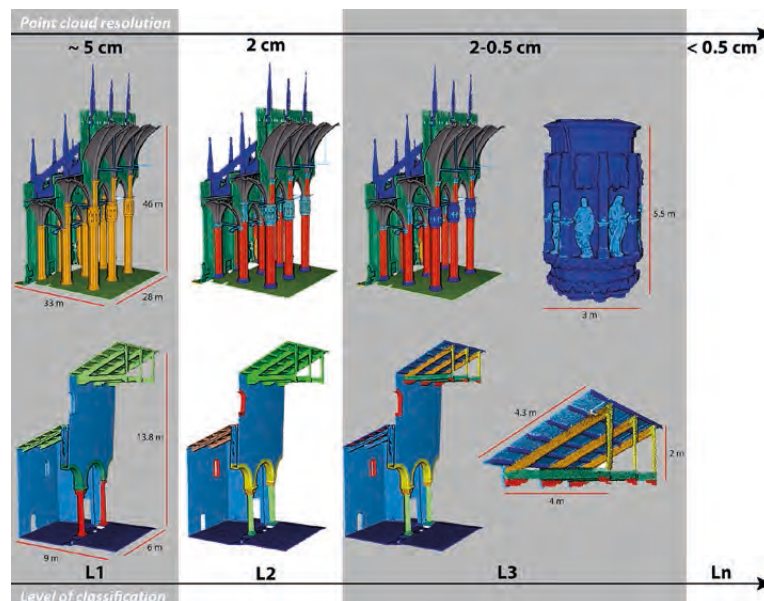 Point cloud resolution
~ 5 cm 2 cm 2-0.5 cm < 0.5 cm
46 m
5.5 m
33 m 28 m
3 m
13.8 m
4.3 m
2 m
4 m
9 m 6 m
L1 L2 L3 Ln
Level of classification